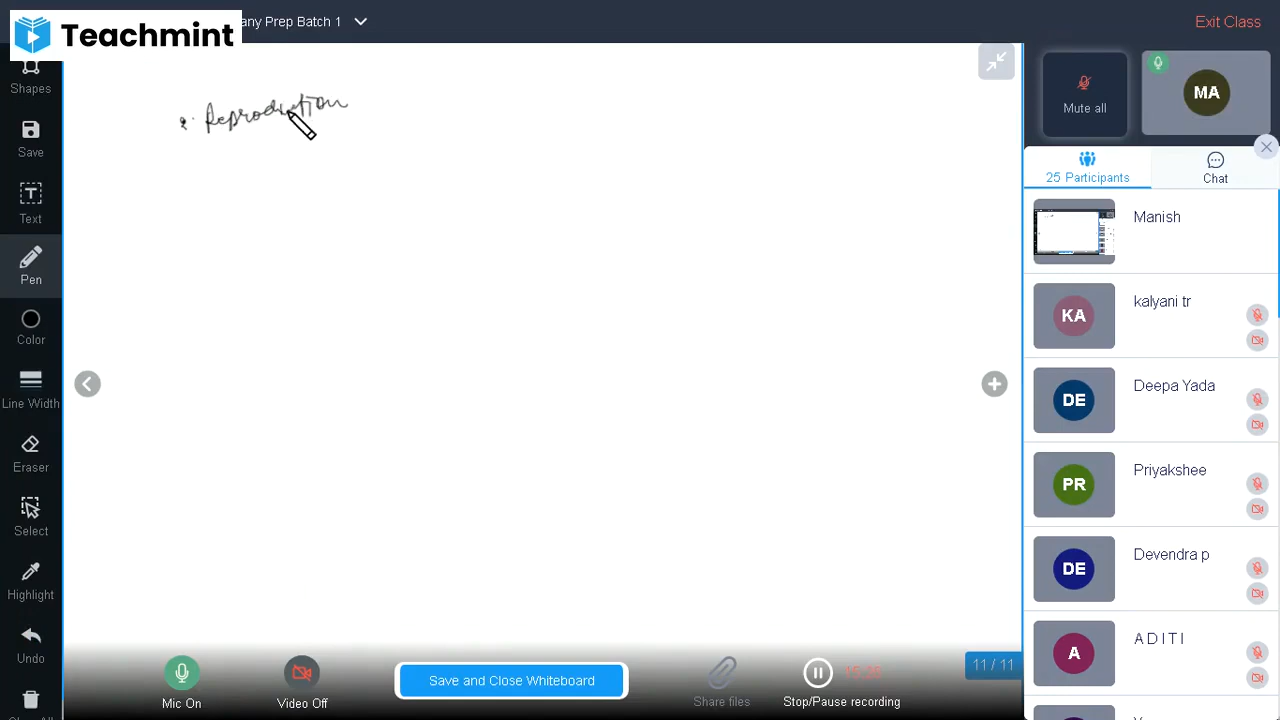 Teachmint
any Prep Batch 1
Exit Class
Shapes
Save
Text
Pen
Color
Line Width
Eraser
Select
Highlight
Undo
2. Reproduction
Mute all
MA
25 Participants
Chat
Manish
KA
kalyani tr
DE
Deepa Yada
PR
Priyakshee
DE
Devendra p
A
A D I T I
11 / 11
Mic On
Video Off
Save and Close Whiteboard
Share files
Stop/Pause recording